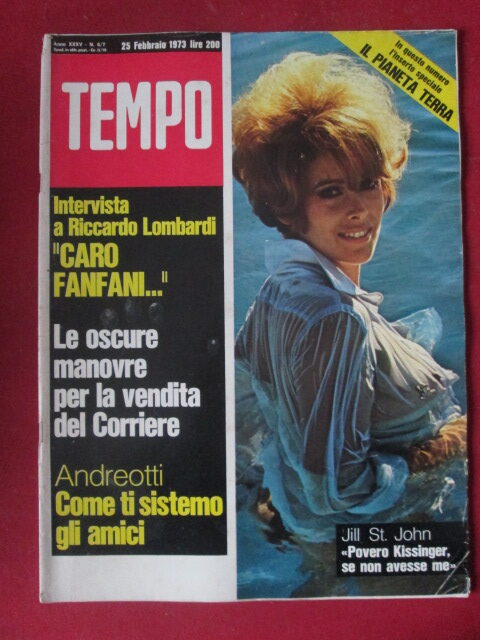 Anno XXXV - N. 6/7
25 Febbraio 1973 lire 200
TEMPO
In questo numero
l'inserto speciale
IL PIANETA
TERRA
Intervista
a Riccardo Lombardi
"CARO
FANFANI..."
Le oscure
manovre
per la vendita
del Corriere
Andreotti
Come ti sistemo
gli amici
Jill St. John
«Povero Kissinger,
se non avesse me»